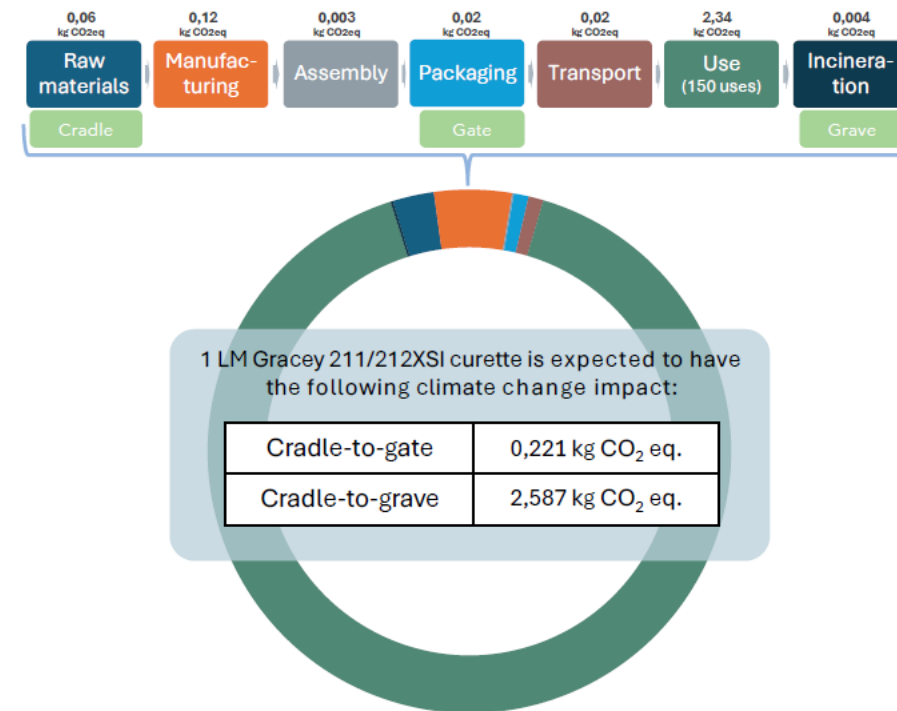 0,06
kg CO2eq
0,12
kg CO2eq
0,003
kg CO2eq
0,02
kg CO2eq
0,02
kg CO2eq
2,34
kg CO2eq
0,004
kg CO2eq
Raw
materials
Manufac-
turing
Assembly
Packaging
Transport
Use
(150 uses)
Incinera-
tion
Cradle
Gate
Grave
1 LM Gracey 211/212XSI curette is expected to have
the following climate change impact:
Cradle-to-gate
0,221 kg CO₂ eq.
Cradle-to-grave
2,587 kg CO₂ eq.